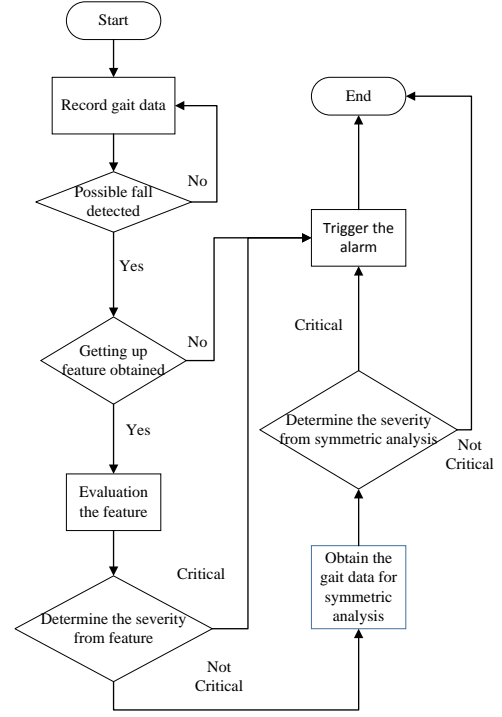 Start
Record gait data
No
Possible fall
detected
Yes
No
Getting up
feature obtained
Yes
Evaluation
the feature
Critical
Determine the severity
from feature
Not
Critical
End
Trigger the
alarm
Critical
Determine the severity
from symmetric analysis
Not
Critical
Obtain the
gait data for
symmetric
analysis